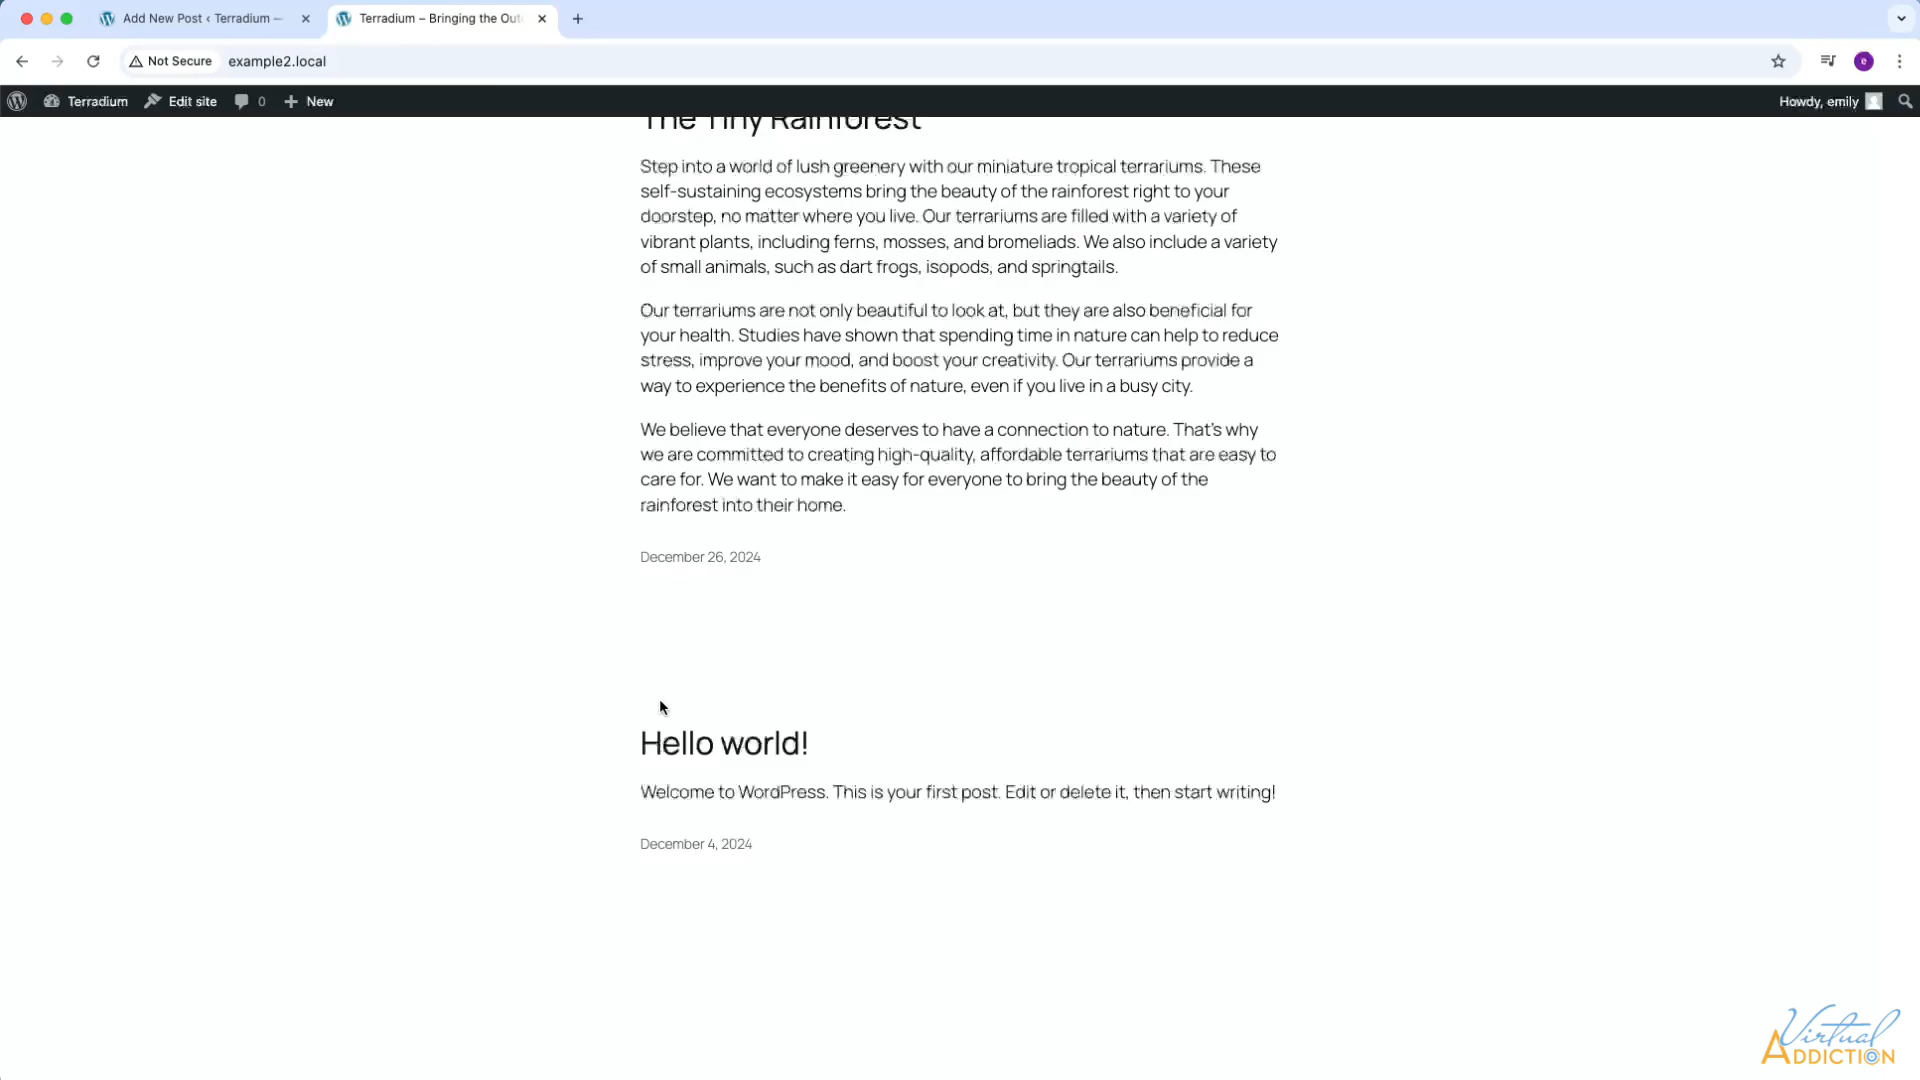 Add New Post ‹ Terradium —
Terradium – Bringing the Out
Not Secure
example2.local
e
Terradium
Edit site
0
New
Howdy, emily
The Tiny Rainforest
Step into a world of lush greenery with our miniature tropical terrariums. These
self-sustaining ecosystems bring the beauty of the rainforest right to your
doorstep, no matter where you live. Our terrariums are filled with a variety of
vibrant plants, including ferns, mosses, and bromeliads. We also include a variety
of small animals, such as dart frogs, isopods, and springtails.
Our terrariums are not only beautiful to look at, but they are also beneficial for
your health. Studies have shown that spending time in nature can help to reduce
stress, improve your mood, and boost your creativity. Our terrariums provide a
way to experience the benefits of nature, even if you live in a busy city.
We believe that everyone deserves to have a connection to nature. That's why
we are committed to creating high-quality, affordable terrariums that are easy to
care for. We want to make it easy for everyone to bring the beauty of the
rainforest into their home.
December 26, 2024
Hello world!
Welcome to WordPress. This is your first post. Edit or delete it, then start writing!
December 4, 2024
Virtual
ADDICTION